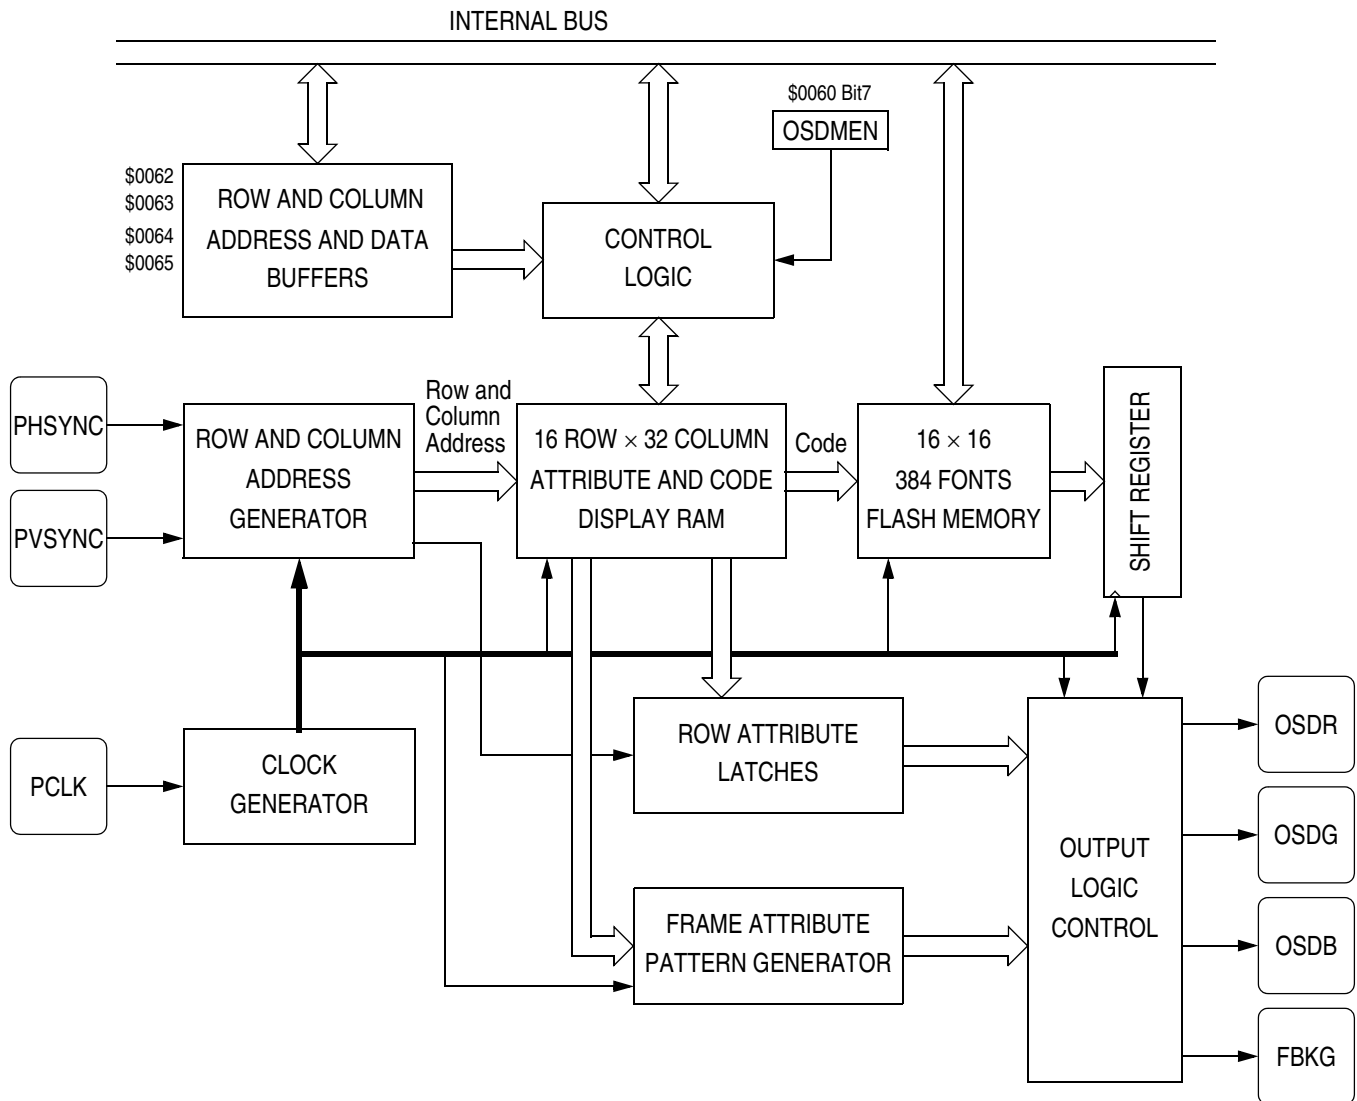 INTERNAL BUS
$0060 Bit7
OSDMEN
$0062
$0063
$0064
$0065
ROW AND COLUMN
ADDRESS AND DATA
BUFFERS
CONTROL
LOGIC
PHSYNC
PVSYNC
ROW AND COLUMN
ADDRESS
GENERATOR
Row and
Column
Address
16 ROW × 32 COLUMN
ATTRIBUTE AND CODE
DISPLAY RAM
Code
16 × 16
384 FONTS
FLASH MEMORY
SHIFT REGISTER
PCLK
CLOCK
GENERATOR
ROW ATTRIBUTE
LATCHES
FRAME ATTRIBUTE
PATTERN GENERATOR
OUTPUT
LOGIC
CONTROL
OSDR
OSDG
OSDB
FBKG